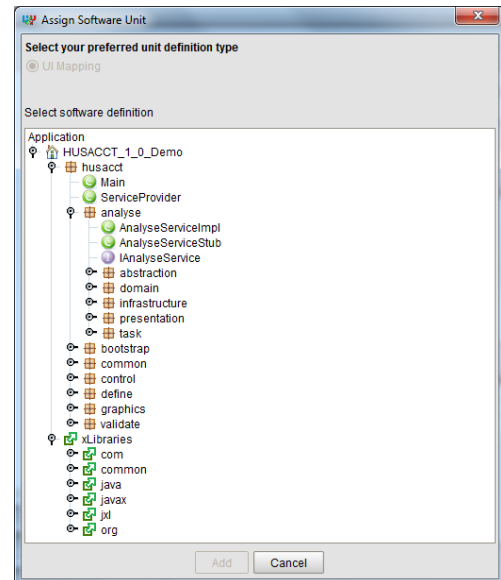 Assign Software Unit
Select your preferred unit definition type
UI Mapping
Select software definition
Application
HUSACCT_1_0_Demo
husacct
Main
ServiceProvider
analyse
AnalyseServiceImpl
AnalyseServiceStub
IAnalyseService
abstraction
domain
infrastructure
presentation
task
bootstrap
common
control
define
graphics
validate
xLibraries
com
common
java
javax
jxl
org
Add Cancel